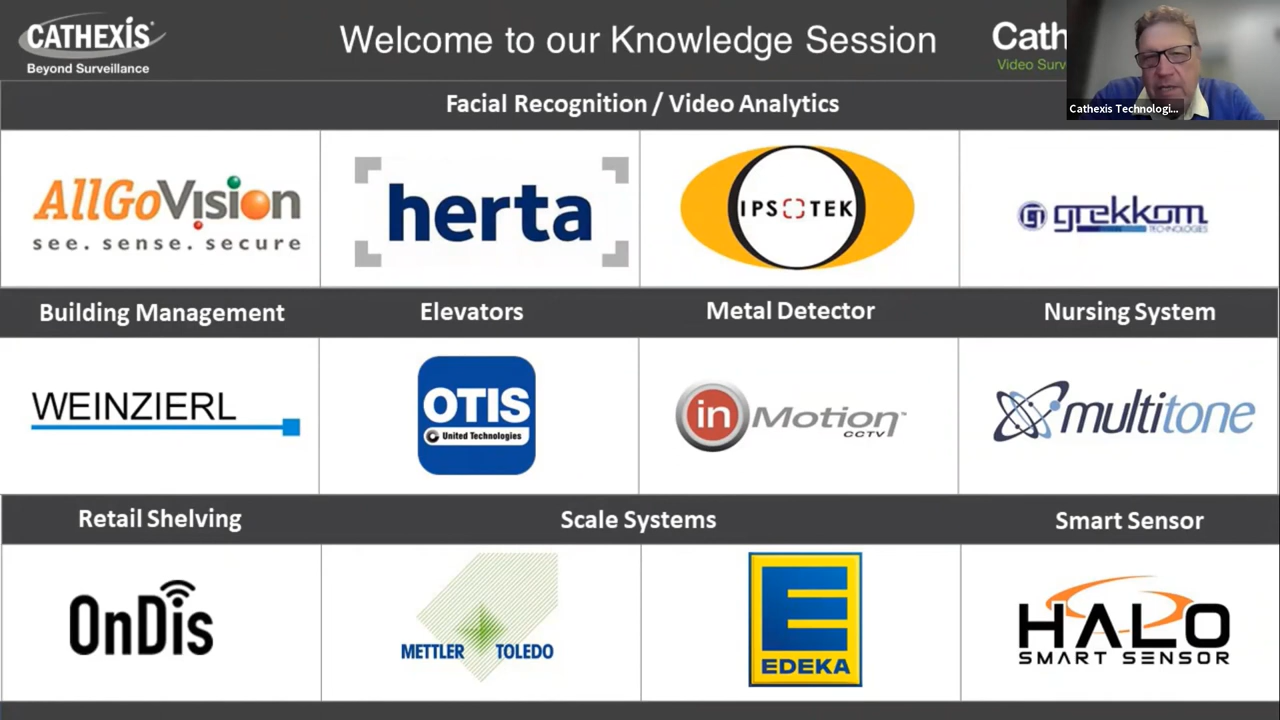 CATHEXIS
Beyond Surveillance
Welcome to our Knowledge Session
Cath
Video Surv
Cathexis Technologi...
Facial Recognition / Video Analytics
AllGoVision
see. sense. secure
herta
IPSOTEK
grekkom
TECHNOLOGIES
Building Management
Elevators
Metal Detector
Nursing System
WEINZIERL
OTIS
United Technologies
in Motion™
CCTV
multitone
Retail Shelving
Scale Systems
Smart Sensor
OnDis
METTLER TOLEDO
E
EDEKA
HALO
SMART SENSOR